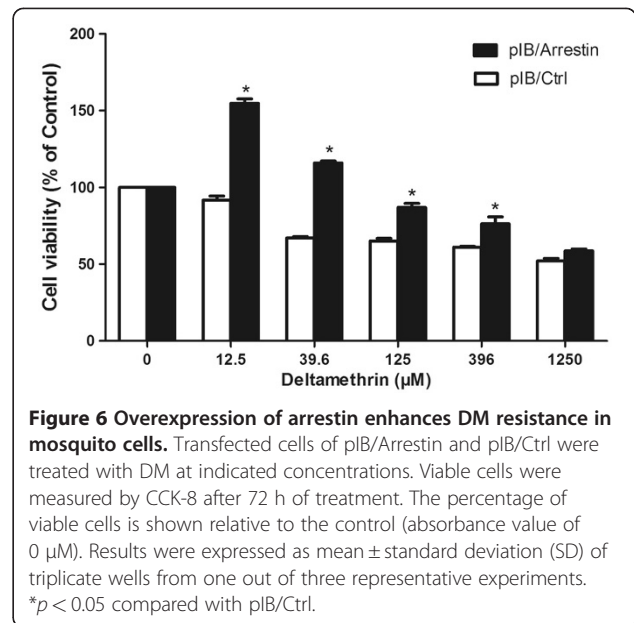 200
150
100
50
0
Cell viability (% of Control)
pIB/Arrestin
pIB/Ctrl
*
*
*
*
0 12.5 39.6 125 396 1250
Deltamethrin (µM)
Figure 6 Overexpression of arrestin enhances DM resistance in
mosquito cells. Transfected cells of pIB/Arrestin and pIB/Ctrl were
treated with DM at indicated concentrations. Viable cells were
measured by CCK-8 after 72 h of treatment. The percentage of
viable cells is shown relative to the control (absorbance value of
0 µM). Results were expressed as mean ± standard deviation (SD) of
triplicate wells from one out of three representative experiments.
*p < 0.05 compared with pIB/Ctrl.